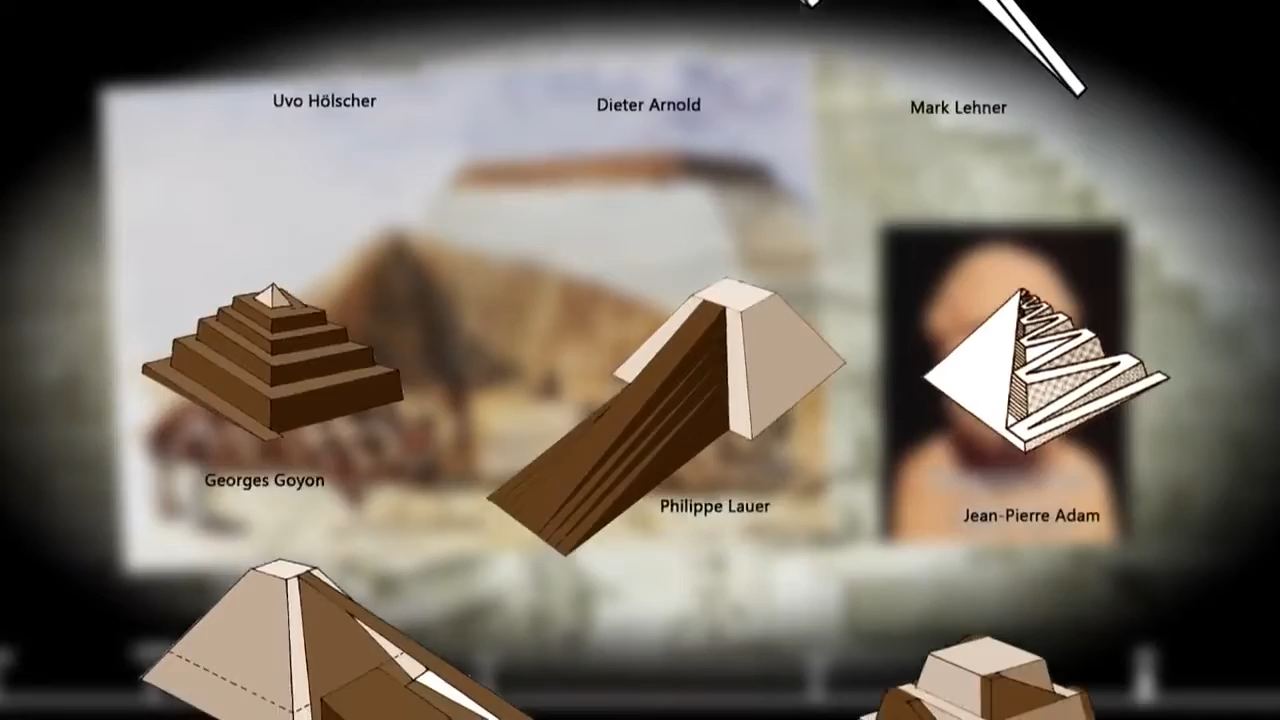 Uvo Hölscher
Dieter Arnold
Mark Lehner
Georges Goyon
Philippe Lauer
Jean-Pierre Adam